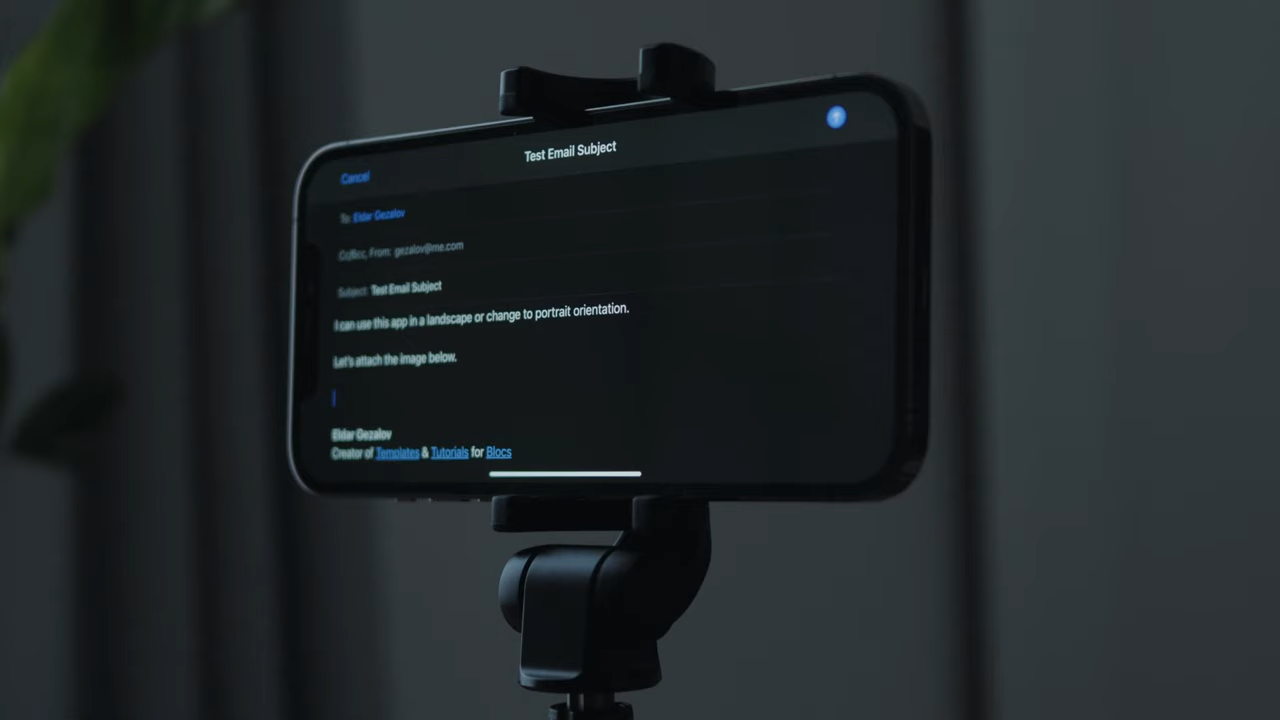 Test Email Subject
Cancel
To: Eldar Gezalov
Cc/Bcc, From: gezalov@me.com
Subject: Test Email Subject
I can use this app in a landscape or change to portrait orientation.
Let's attach the image below.
Eldar Gezalov
Creator of Templates & Tutorials for Blocs